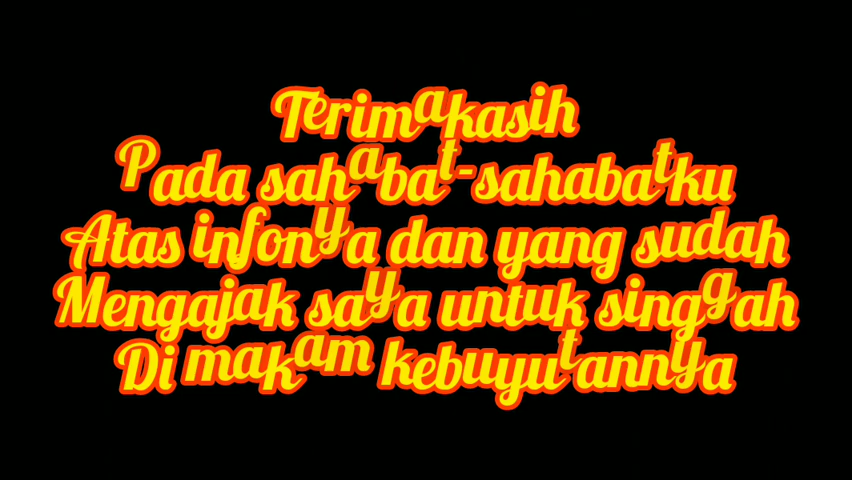 Terimakasih
Pada sahabat-sahabatku
Atas infonya dan yang sudah
Mengajak saya untuk singgah
Di makam kebuyutannya